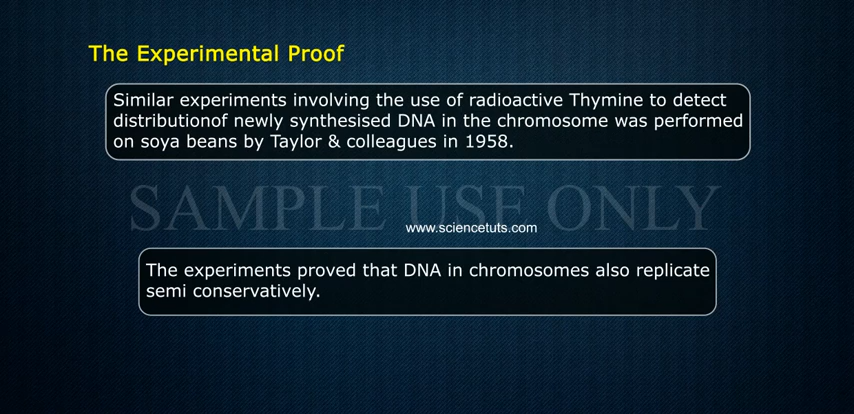 The Experimental Proof
Similar experiments involving the use of radioactive Thymine to detect
distributionof newly synthesised DNA in the chromosome was performed
on soya beans by Taylor & colleagues in 1958.
SAMPLE USE ONLY
www.sciencetuts.com
The experiments proved that DNA in chromosomes also replicate
semi conservatively.